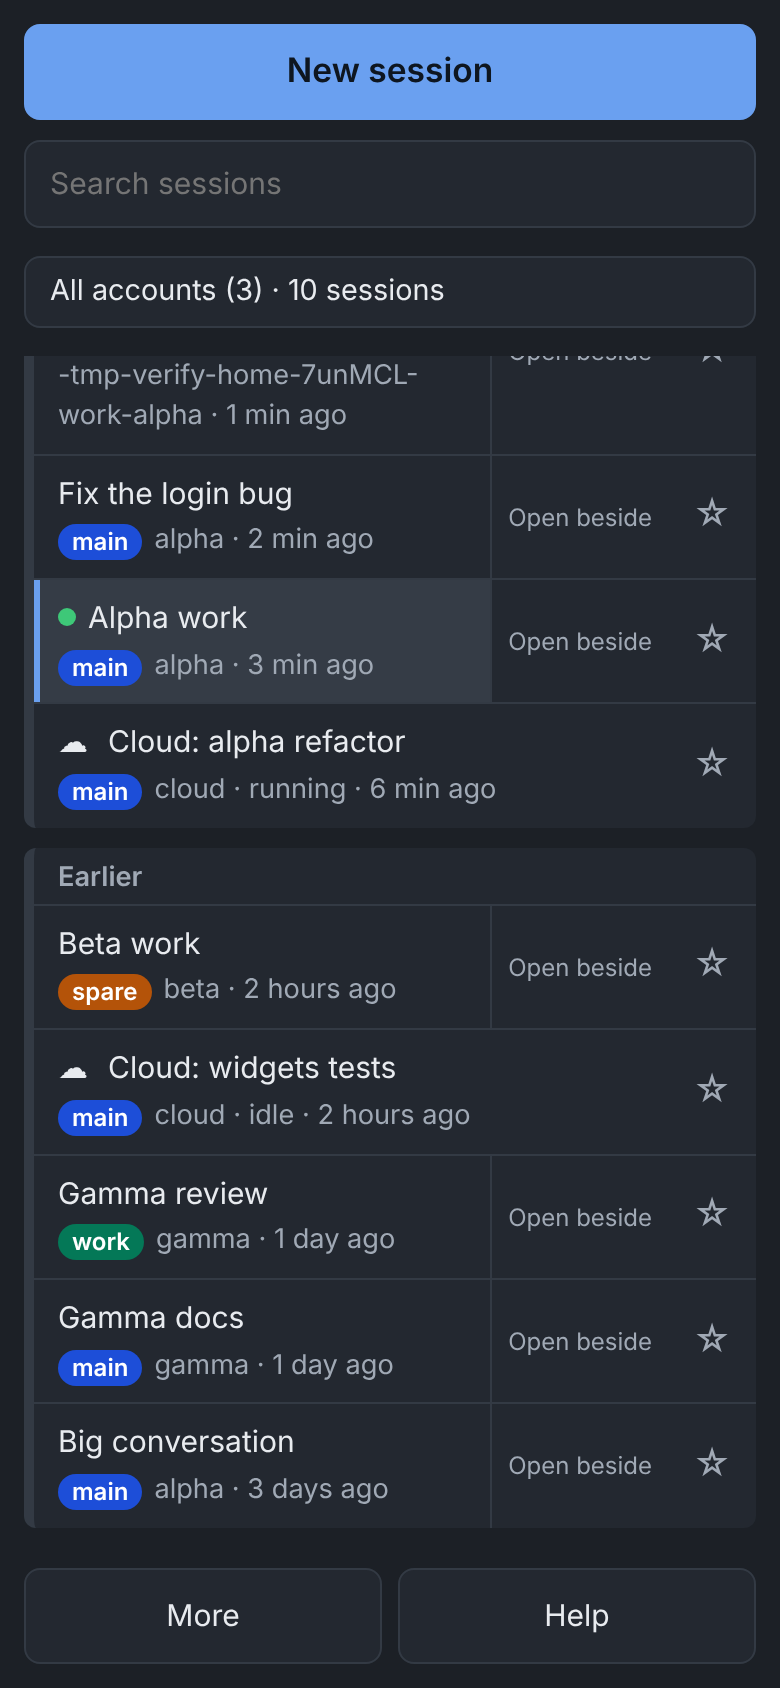 New session
Search sessions
All accounts (3) · 10 sessions
-tmp-verify-home-7unMCL-
work-alpha · 1 min ago
Open beside
Fix the login bug
main alpha · 2 min ago
Open beside
Alpha work
main alpha · 3 min ago
Open beside
Cloud: alpha refactor
main cloud · running · 6 min ago
Earlier
Beta work
spare beta · 2 hours ago
Open beside
Cloud: widgets tests
main cloud · idle · 2 hours ago
Gamma review
work gamma · 1 day ago
Open beside
Gamma docs
main gamma · 1 day ago
Open beside
Big conversation
main alpha · 3 days ago
Open beside
More
Help